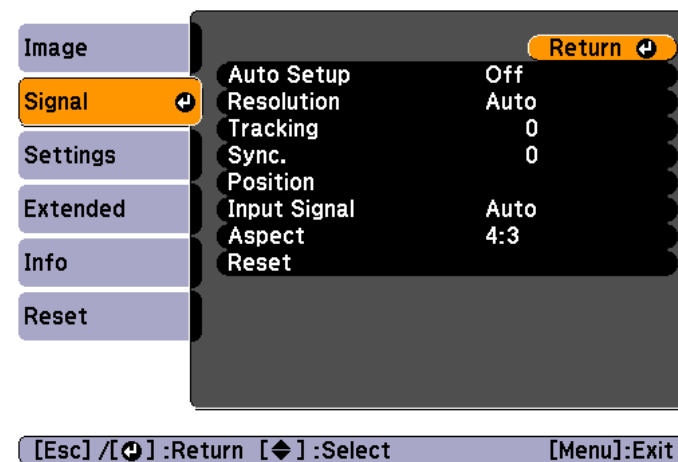 Image
Signal
Settings
Extended
Info
Reset
Return
Auto Setup Off
Resolution Auto
Tracking 0
Sync. 0
Position
Input Signal Auto
Aspect 4:3
Reset
[Esc] /[⏎] :Return [◆] :Select [Menu]:Exit